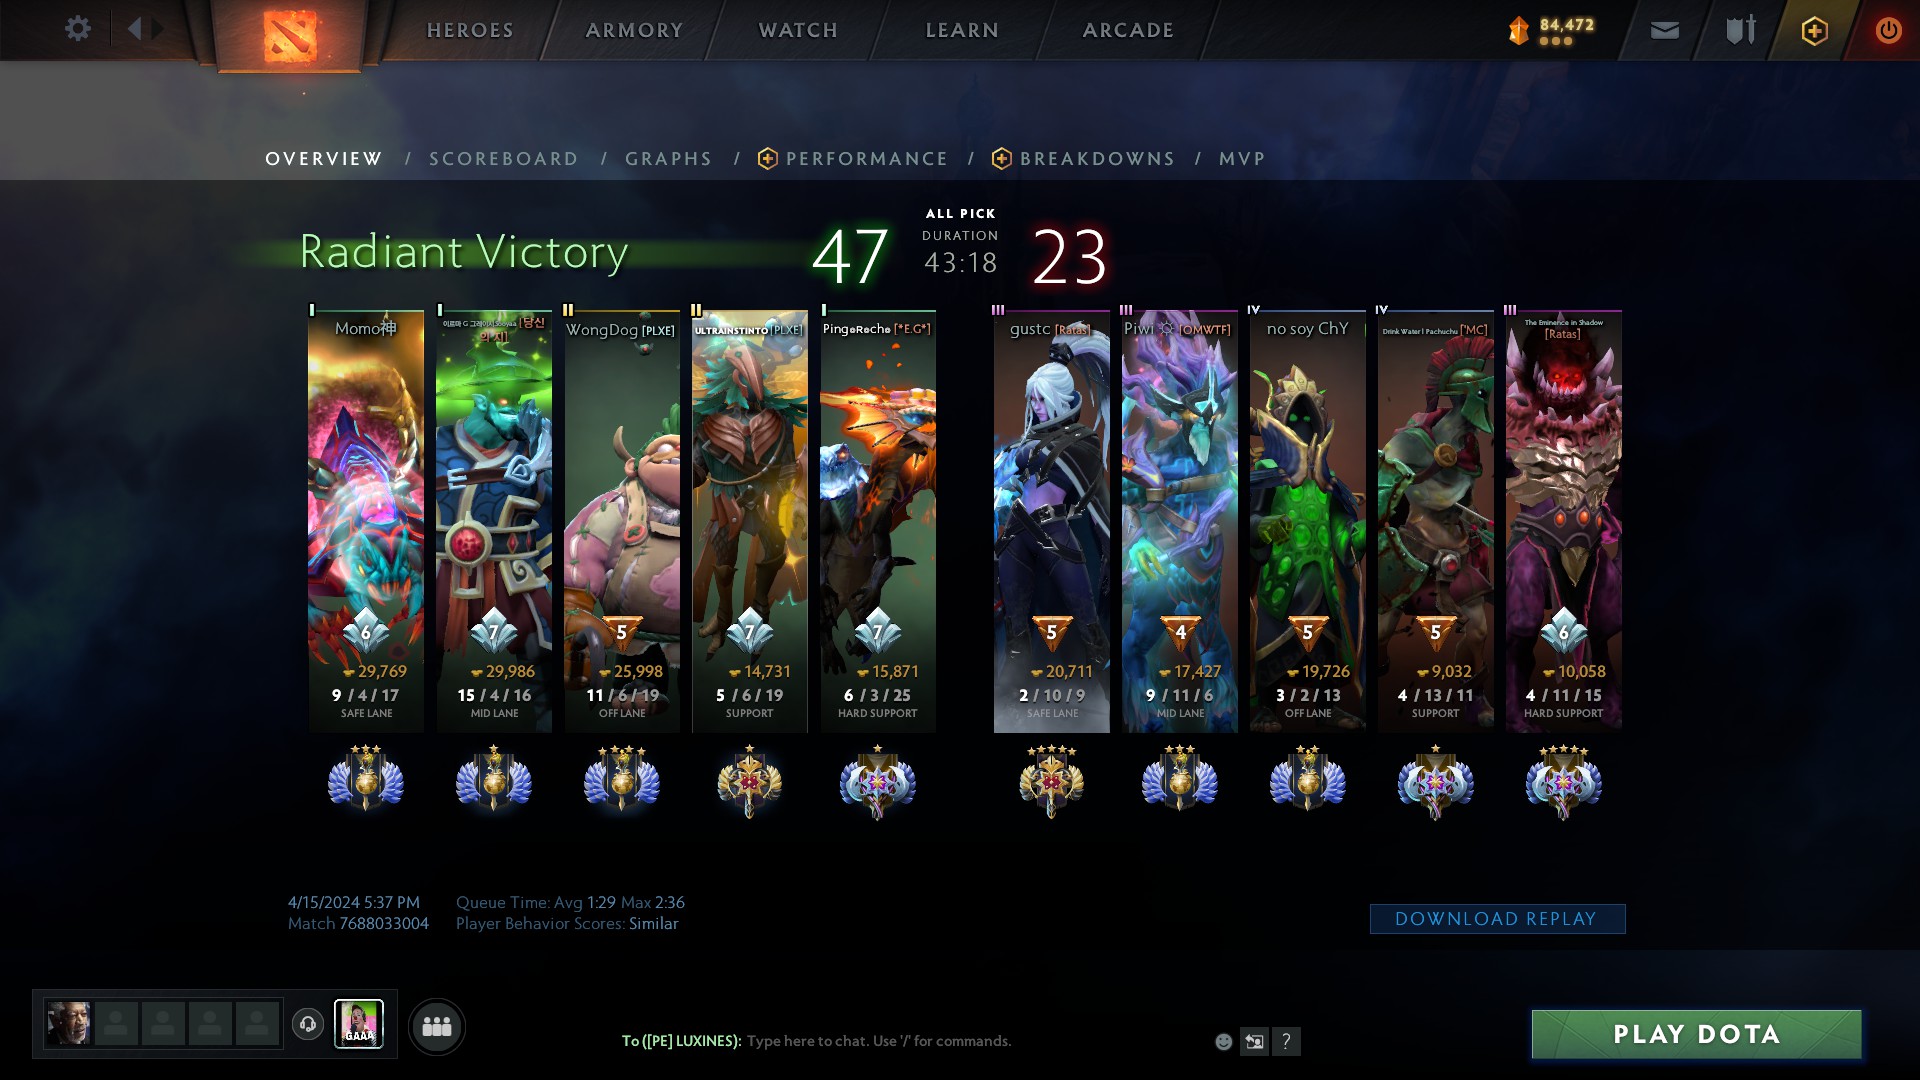 HEROES
ARMORY
WATCH
LEARN
ARCADE
84,472
OVERVIEW / SCOREBOARD / GRAPHS / PERFORMANCE / BREAKDOWNS / MVP
Radiant Victory
47
ALL PICK
DURATION
43:18
23
I
Momo神
6
29,769
9 / 4 / 17
SAFE LANE
I
7
29,986
15 / 4 / 16
MID LANE
II
WongDog [PLXE]
5
25,998
11 / 6 / 19
OFF LANE
II
ULTRAINSTINTO [PLXE]
7
14,731
5 / 6 / 19
SUPPORT
I
[*E.G*]
7
15,871
6 / 3 / 25
HARD SUPPORT
III
gustc [Ratas]
5
20,711
2 / 10 / 9
SAFE LANE
III
Piwi [OMWTF]
4
17,427
9 / 11 / 6
MID LANE
IV
no soy ChY
5
19,726
3 / 2 / 13
OFF LANE
IV
Drink Water | Pachuchu ['MC]
5
9,032
4 / 13 / 11
SUPPORT
III
The Eminence in Shadow
[Ratas]
6
10,058
4 / 11 / 15
HARD SUPPORT
4/15/2024 5:37 PM
Match 7688033004
Queue Time: Avg 1:29 Max 2:36
Player Behavior Scores: Similar
DOWNLOAD REPLAY
GAAA
To ([PE] LUXINES): Type here to chat. Use '/' for commands.
?
PLAY DOTA